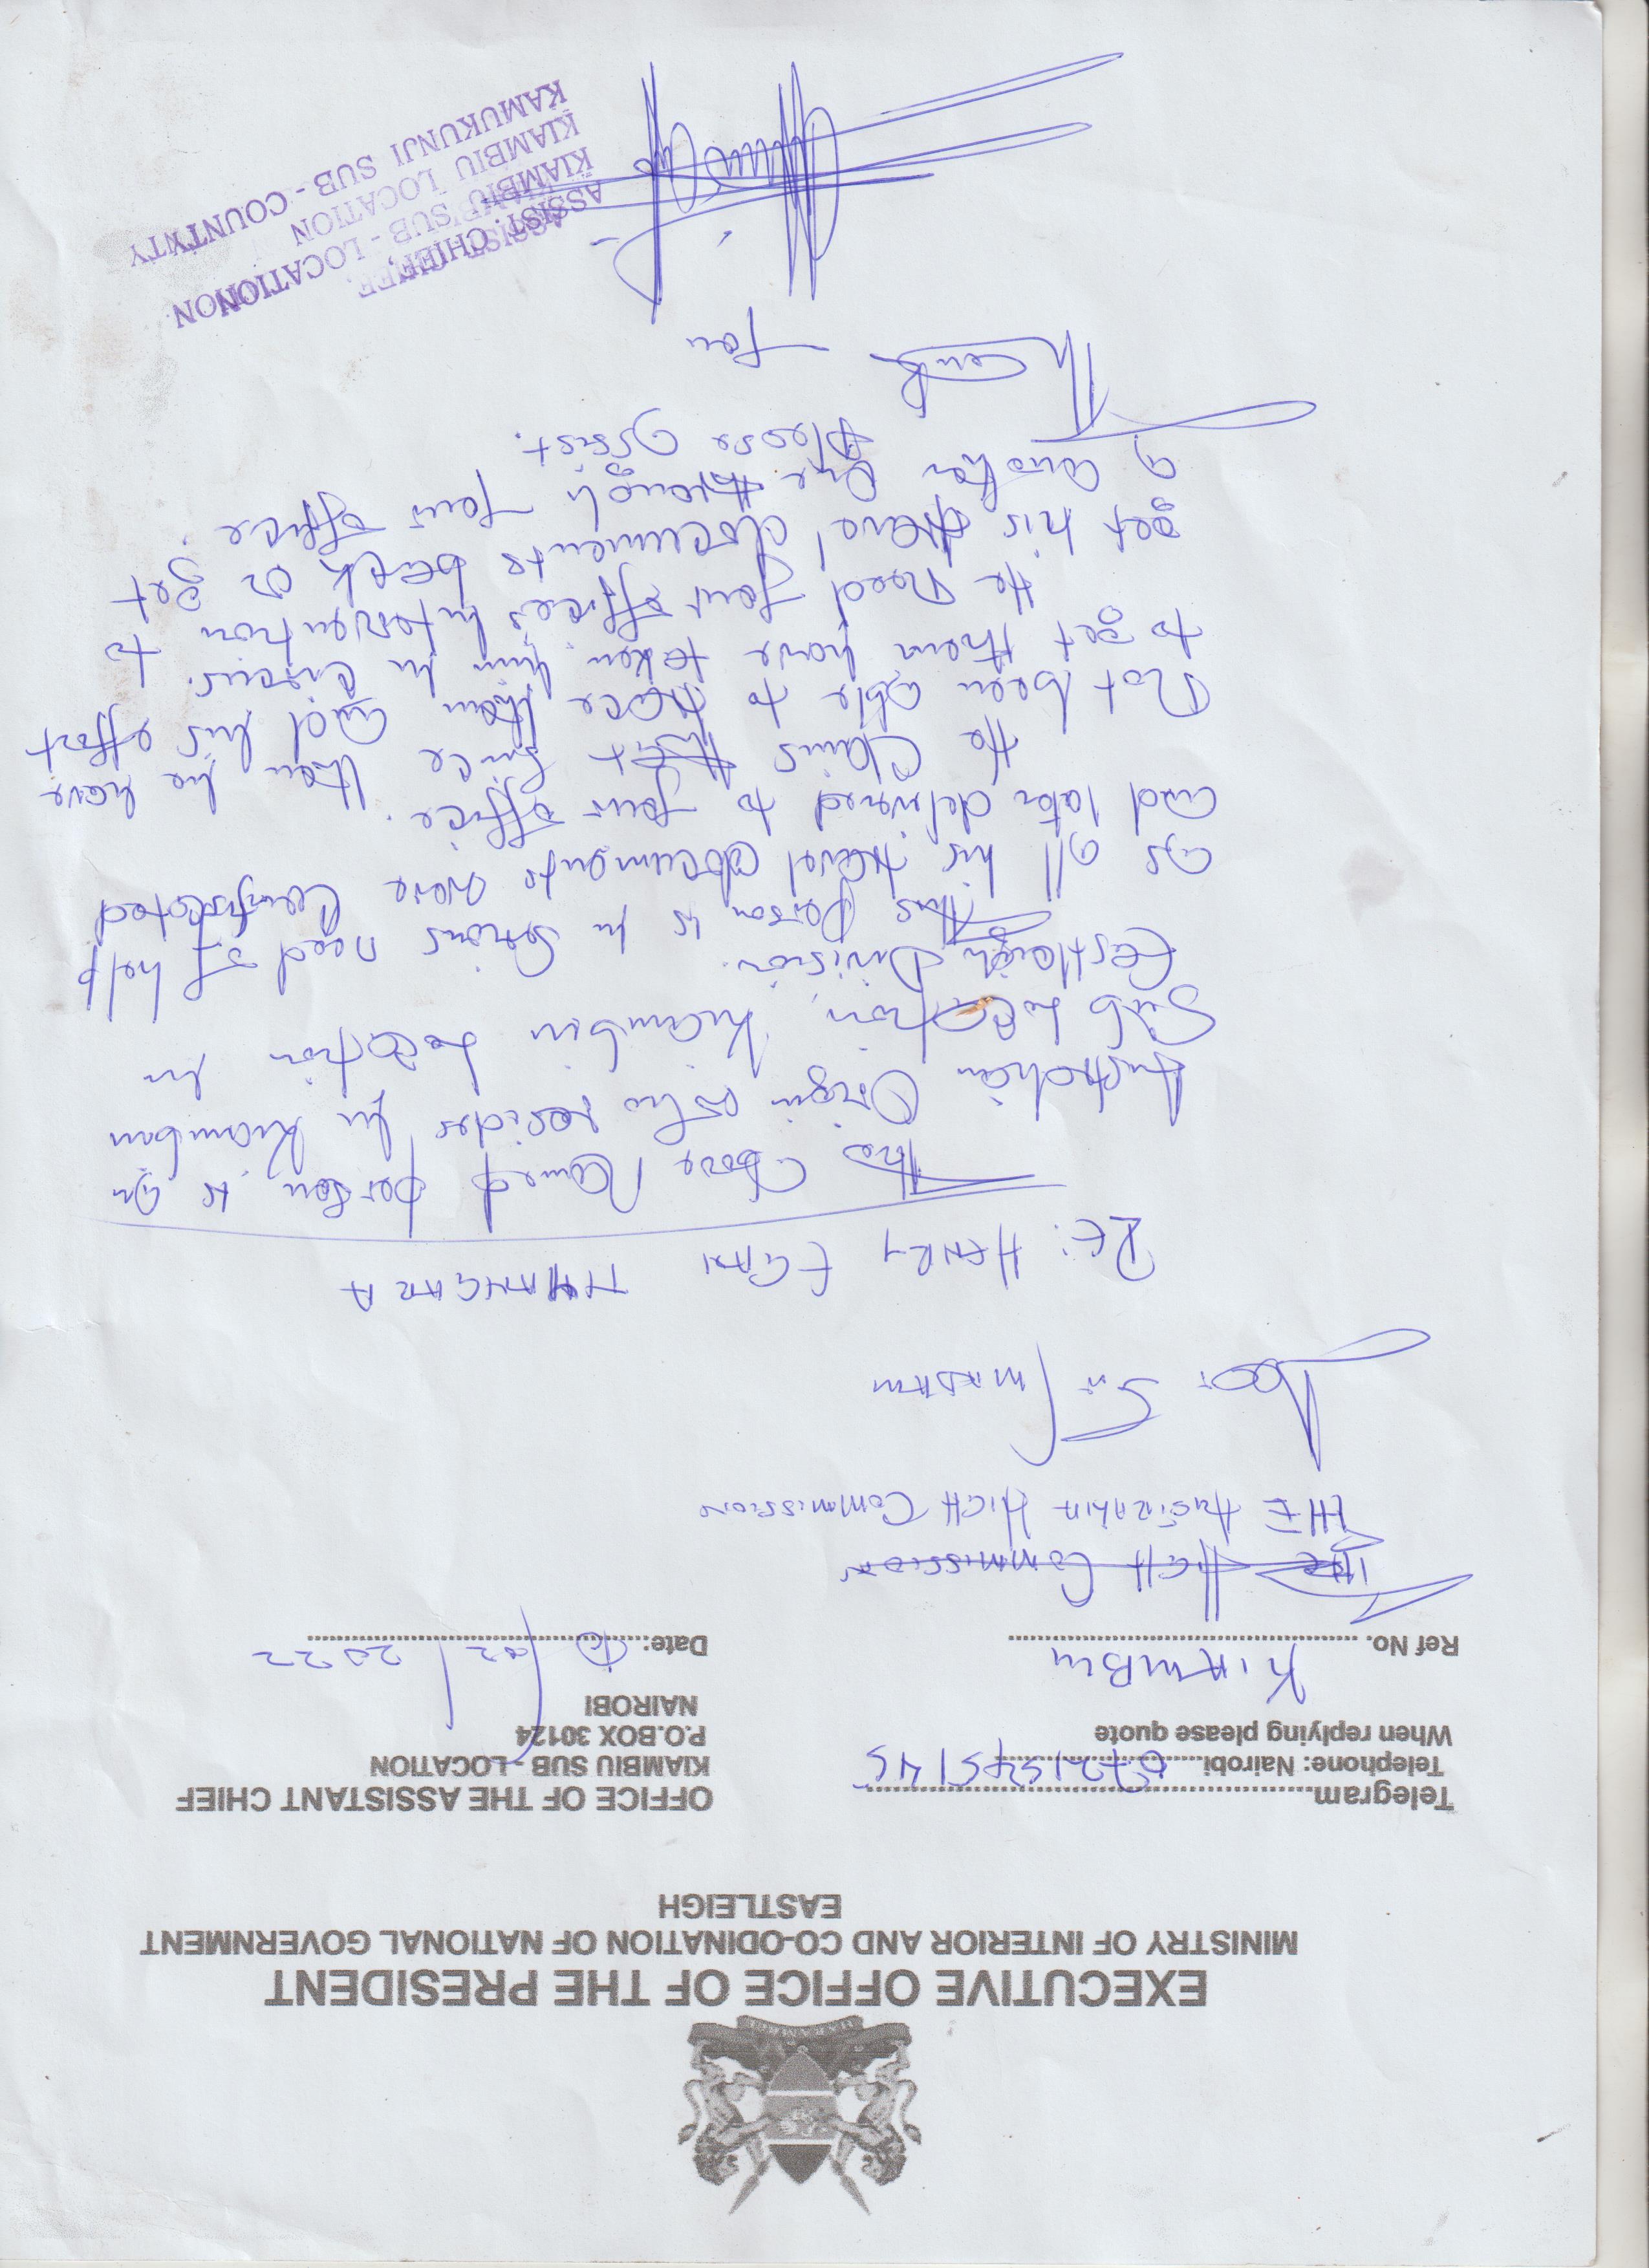 HARAMBEE
EXECUTIVE OFFICE OF THE PRESIDENT
MINISTRY OF INTERIOR AND CO-ODINATION OF NATIONAL GOVERNMENT
EASTLEIGH
Telegram
Telephone: Nairobi 0721545145
When replying please quote
Ref No. KIAMBIU
OFFICE OF THE ASSISTANT CHIEF
KIAMBIU SUB - LOCATION
P.O.BOX 30124
NAIROBI
Date: 10/02/2022
THE HIGH COMMISSION
THE AUSTRALIA HIGH COMMISSION
Dear Sir/MADAM
RE: HENRY EGAN
The above Named person is an
Australian Origin who resides in Kiambiu
Sub Location, Kiambiu Location in
Eastleigh Division.
This person is in Serious need of help
as all his travel documents were Confiscated
and later delivered to your office.
He Claims that Since then he have
Not been able to trace them and his effort
to get them have taken him in Circus.
He Need your office's Intervention to
get his travel documents back or get
a another One through your office.
Please assist.
Thank you
ASSIST. CHIEF,
KIAMBIU SUB - LOCATION
KIAMBIU LOCATION
KAMUKUNJI SUB - COUNTY